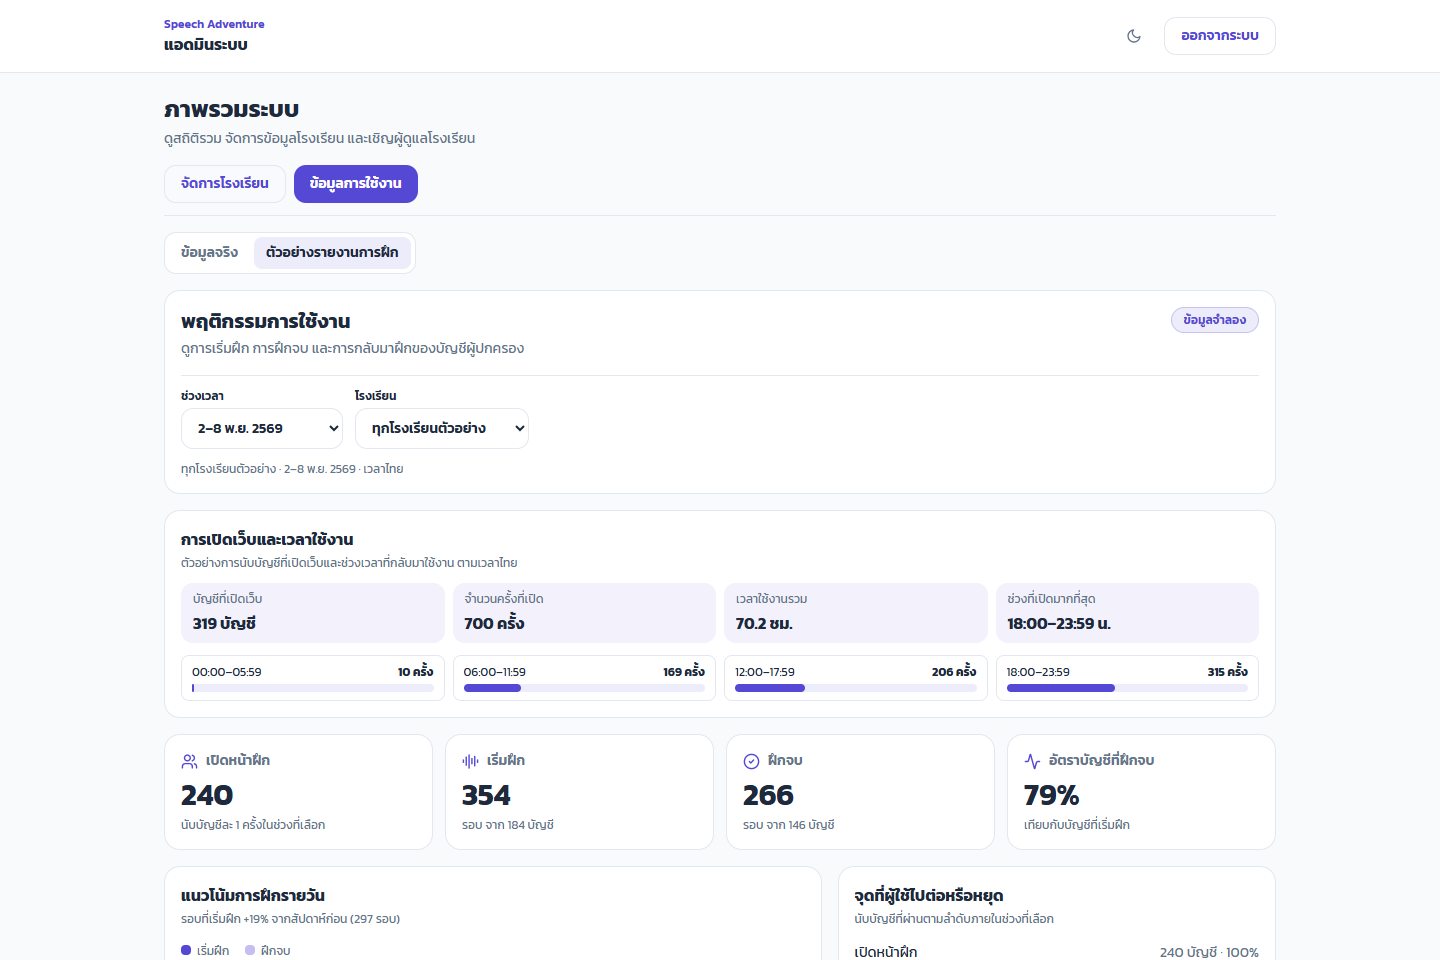 Speech Adventure
แอดมินระบบ
ออกจากระบบ
ภาพรวมระบบ
ดูสถิติรวม จัดการข้อมูลโรงเรียน และเชิญผู้ดูแลโรงเรียน
จัดการโรงเรียน
ข้อมูลการใช้งาน
ข้อมูลจริง
ตัวอย่างรายงานการฝึก
พฤติกรรมการใช้งาน
ข้อมูลจำลอง
ดูการเริ่มฝึก การฝึกจบ และการกลับมาฝึกของบัญชีผู้ปกครอง
ช่วงเวลา
โรงเรียน
2–8 พ.ย. 2569
ทุกโรงเรียนตัวอย่าง
ทุกโรงเรียนตัวอย่าง · 2–8 พ.ย. 2569 · เวลาไทย
การเปิดเว็บและเวลาใช้งาน
ตัวอย่างการนับบัญชีที่เปิดเว็บและช่วงเวลาที่กลับมาใช้งาน ตามเวลาไทย
บัญชีที่เปิดเว็บ
319 บัญชี
จำนวนครั้งที่เปิด
700 ครั้ง
เวลาใช้งานรวม
70.2 ชม.
ช่วงที่เปิดมากที่สุด
18:00–23:59 น.
00:00–05:59 10 ครั้ง
06:00–11:59 169 ครั้ง
12:00–17:59 206 ครั้ง
18:00–23:59 315 ครั้ง
เปิดหน้าฝึก
240
นับบัญชีละ 1 ครั้งในช่วงที่เลือก
เริ่มฝึก
354
รอบ จาก 184 บัญชี
ฝึกจบ
266
รอบ จาก 146 บัญชี
อัตราบัญชีที่ฝึกจบ
79%
เทียบกับบัญชีที่เริ่มฝึก
แนวโน้มการฝึกรายวัน
รอบที่เริ่มฝึก +19% จากสัปดาห์ก่อน (297 รอบ)
เริ่มฝึก
ฝึกจบ
จุดที่ผู้ใช้ไปต่อหรือหยุด
นับบัญชีที่ผ่านตามลำดับภายในช่วงที่เลือก
เปิดหน้าฝึก 240 บัญชี · 100%